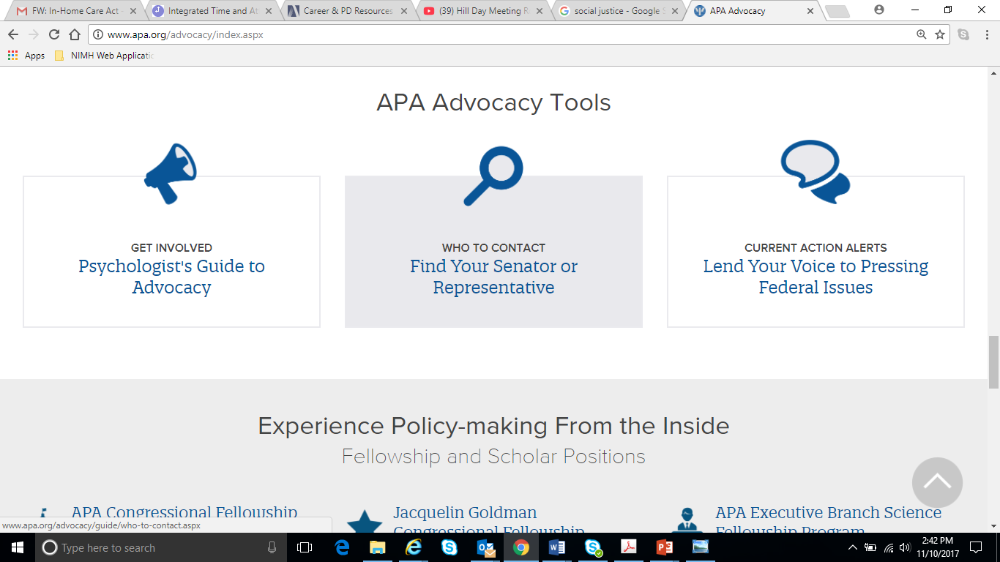 FW: In-Home Care Act
Integrated Time and At
Career & PD Resources
(39) Hill Day Meeting R
social justice - Google S
APA Advocacy
www.apa.org/advocacy/index.aspx
Apps
NIMH Web Applicatio
APA Advocacy Tools
GET INVOLVED
Psychologist's Guide to
Advocacy
WHO TO CONTACT
Find Your Senator or
Representative
CURRENT ACTION ALERTS
Lend Your Voice to Pressing
Federal Issues
Experience Policy-making From the Inside
Fellowship and Scholar Positions
APA Congressional Fellowship
Jacquelin Goldman
Congressional Fellowship
APA Executive Branch Science
Fellowship Program
www.apa.org/advocacy/guide/who-to-contact.aspx
Type here to search
2:42 PM
11/10/2017